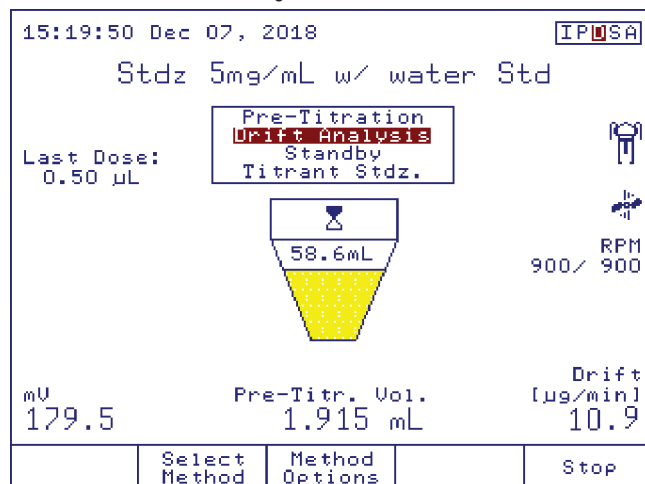 15:19:50 Dec 07, 2018 IPDSA
Stdz 5mg/mL w/ water Std
Pre-Titration
Drift Analysis
Standby
Titrant Stdz.
Last Dose:
0.50 µL
58.6mL
RPM
900/ 900
mV
179.5
Pre-Titr. Vol.
1.915 mL
Drift
[µg/min]
10.9
Select Method
Method Options
Stop